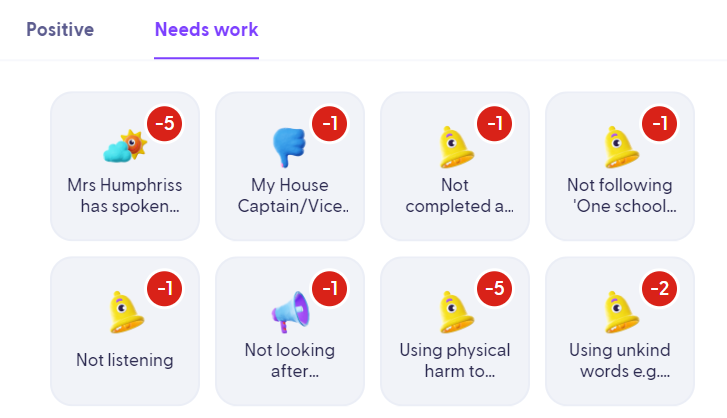 Positive Needs work
-5
Mrs Humphriss
has spoken...
-1
My House
Captain/Vice..
-1
Not
completed a...
-1
Not following
'One school...
-1
Not listening
-1
Not looking
after...
-5
Using physical
harm to...
-2
Using unkind
words e.g....